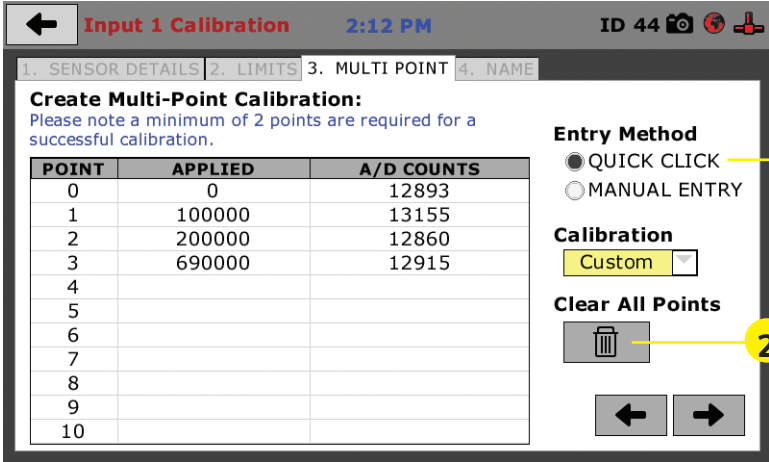 Input 1 Calibration 2:12 PM ID 44
1. SENSOR DETAILS 2. LIMITS 3. MULTI POINT 4. NAME
Create Multi-Point Calibration:
Please note a minimum of 2 points are required for a
successful calibration.
POINT APPLIED A/D COUNTS
0 0 12893
1 100000 13155
2 200000 12860
3 690000 12915
4
5
6
7
8
9
10
Entry Method
QUICK CLICK
MANUAL ENTRY
Calibration
Custom
Clear All Points
2